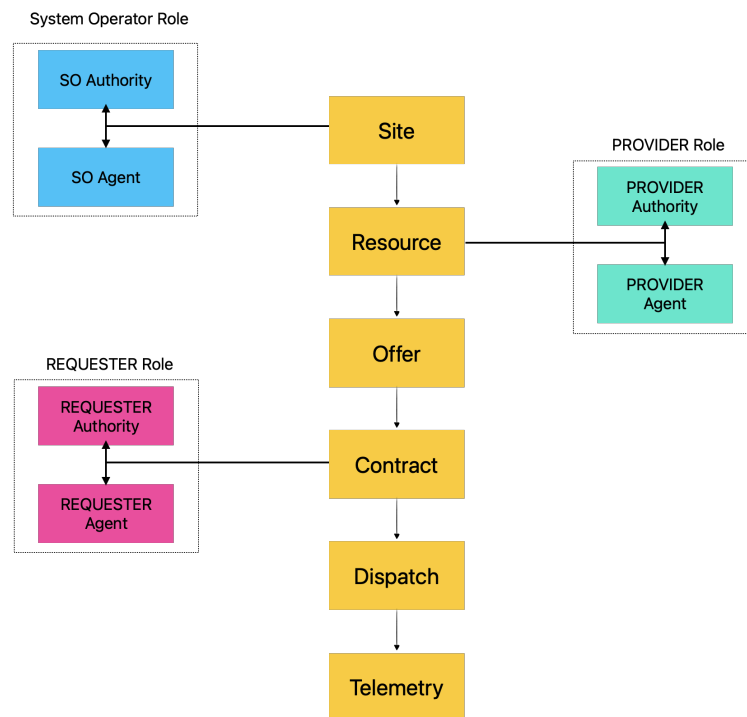 System Operator Role
SO Authority
SO Agent
Site
PROVIDER Role
PROVIDER
Authority
PROVIDER
Agent
Resource
Offer
REQUESTER Role
REQUESTER
Authority
REQUESTER
Agent
Contract
Dispatch
Telemetry